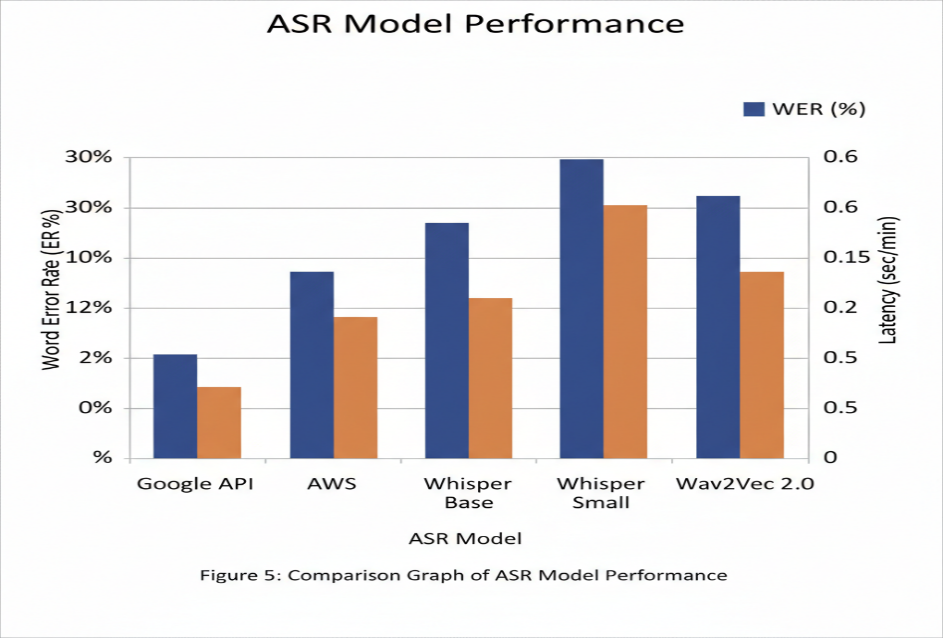 ASR Model Performance
WER (%)
30%
30%
10%
12%
2%
0%
%
Word Error Rate (ER%)
0.6
0.6
0.15
0.2
0.5
0.5
0
Latency (sec/min)
Google API
AWS
Whisper
Base
Whisper
Small
Wav2Vec 2.0
ASR Model
Figure 5: Comparison Graph of ASR Model Performance